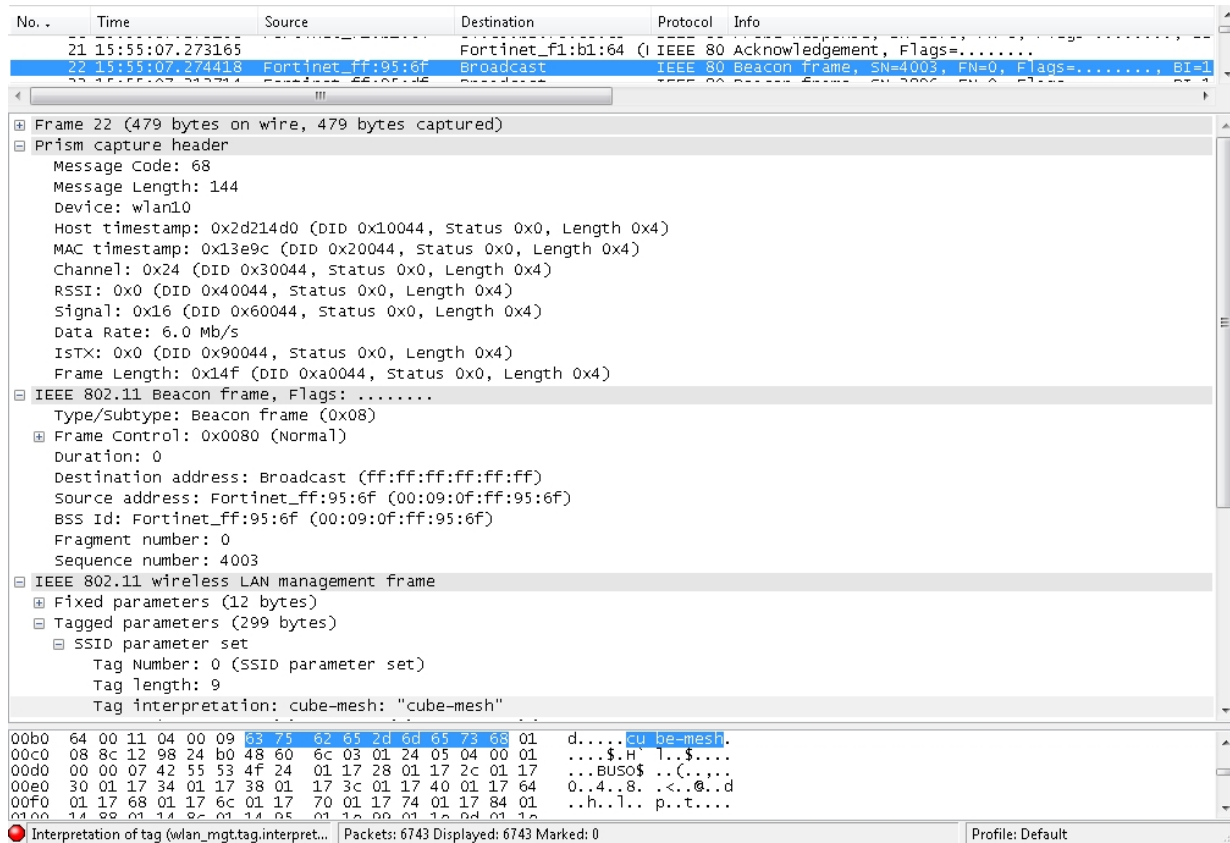 No. . Time Source Destination Protocol Info
21 15:55:07.273165 Fortinet_f1:b1:64 ( IEEE 80 Acknowledgement, Flags=........
22 15:55:07.274418 Fortinet_ff:95:6f Broadcast IEEE 80 Beacon frame, SN=4003, FN=0, Flags=........, BI=1
Frame 22 (479 bytes on wire, 479 bytes captured)
Prism capture header
Message Code: 68
Message Length: 144
Device: wlan10
Host timestamp: 0x2d214d0 (DID 0x10044, Status 0x0, Length 0x4)
MAC timestamp: 0x13e9c (DID 0x20044, Status 0x0, Length 0x4)
Channel: 0x24 (DID 0x30044, Status 0x0, Length 0x4)
RSSI: 0x0 (DID 0x40044, Status 0x0, Length 0x4)
Signal: 0x16 (DID 0x60044, Status 0x0, Length 0x4)
Data Rate: 6.0 Mb/s
IsTX: 0x0 (DID 0x90044, Status 0x0, Length 0x4)
Frame Length: 0x14f (DID 0xa0044, Status 0x0, Length 0x4)
IEEE 802.11 Beacon frame, Flags: ........
Type/Subtype: Beacon frame (0x08)
Frame Control: 0x0080 (Normal)
Duration: 0
Destination address: Broadcast (ff:ff:ff:ff:ff:ff)
Source address: Fortinet_ff:95:6f (00:09:0f:ff:95:6f)
BSS Id: Fortinet_ff:95:6f (00:09:0f:ff:95:6f)
Fragment number: 0
Sequence number: 4003
IEEE 802.11 wireless LAN management frame
Fixed parameters (12 bytes)
Tagged parameters (299 bytes)
SSID parameter set
Tag Number: 0 (SSID parameter set)
Tag length: 9
Tag interpretation: cube-mesh: "cube-mesh"
00b0 64 00 11 04 00 09 63 75 62 65 2d 6d 65 73 68 01 d.....cu be-mesh.
00c0 08 8c 12 98 24 b0 48 60 6c 03 01 24 05 04 00 01 ....$.H` l..$....
00d0 00 00 07 42 55 53 4f 24 01 17 28 01 17 2c 01 17 ...BUSO$ ..(..,..
00e0 30 01 17 34 01 17 38 01 17 3c 01 17 40 01 17 64 0..4..8. .<..@..d
00f0 01 17 68 01 17 6c 01 17 70 01 17 74 01 17 84 01 ..h..l.. p..t....
Interpretation of tag (wlan_mgt.tag.interpret... Packets: 6743 Displayed: 6743 Marked: 0 Profile: Default